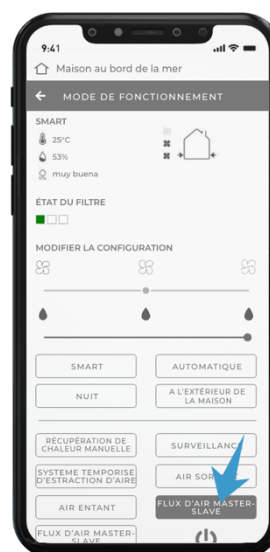 9:41
Maison au bord de la mer
MODE DE FONCTIONNEMENT
SMART
25°C
53%
muy buena
ÉTAT DU FILTRE
MODIFIER LA CONFIGURATION
SMART
AUTOMATIQUE
NUIT
A L'EXTÉRIEUR DE
LA MAISON
RÉCUPÉRATION DE
CHALEUR MANUELLE
SURVEILLANCE
SYSTEME TEMPORISE
D'ESTRACTION D'AIRE
AIR SOR
AIR ENTANT
FLUX D'AIR MASTER-
SLAVE
FLUX D'AIR MASTER-
SLAVE